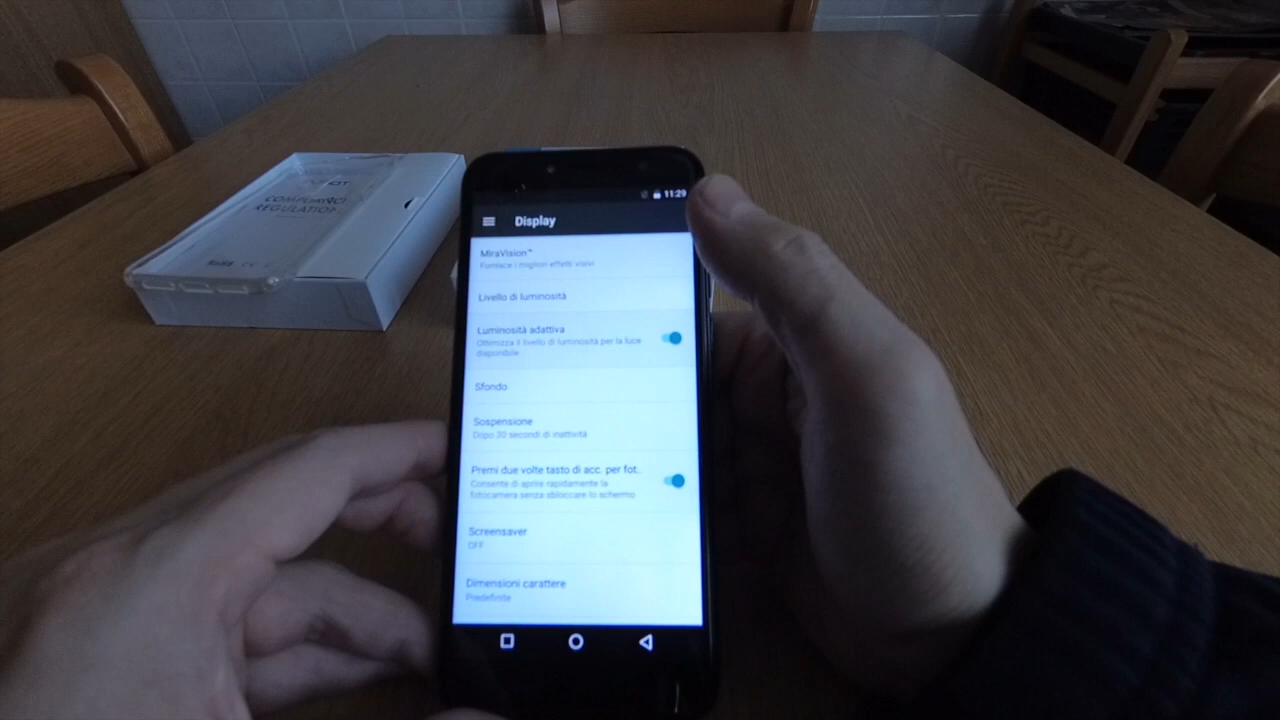 11:29
Display
MiraVision™
Fornisce i migliori effetti visivi
Livello di luminosità
Luminosità adattiva
Ottimizza il livello di luminosità per la luce
disponibile
Sfondo
Sospensione
Dopo 30 secondi di inattività
Premi due volte tasto di acc. per fot..
Consente di aprire rapidamente la
fotocamera senza sbloccare lo schermo
Screensaver
OFF
Dimensioni carattere
Predefinite
REGULATION
RoHS CE